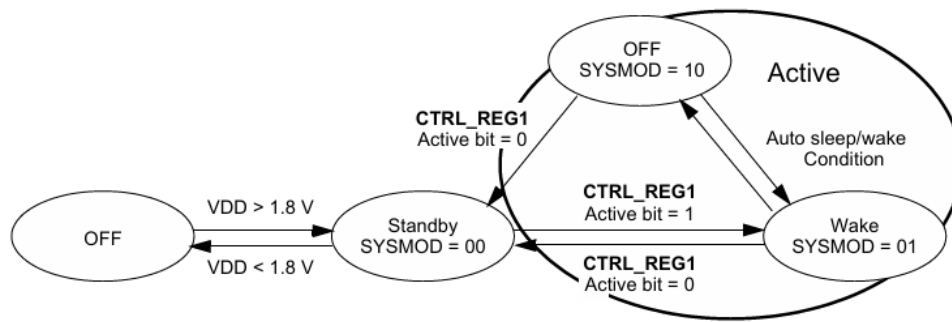 OFF
SYSMOD = 10
Active
CTRL_REG1
Active bit = 0
Auto sleep/wake
Condition
VDD > 1.8 V
CTRL_REG1
Active bit = 1
OFF
Standby
SYSMOD = 00
Wake
SYSMOD = 01
VDD < 1.8 V
CTRL_REG1
Active bit = 0